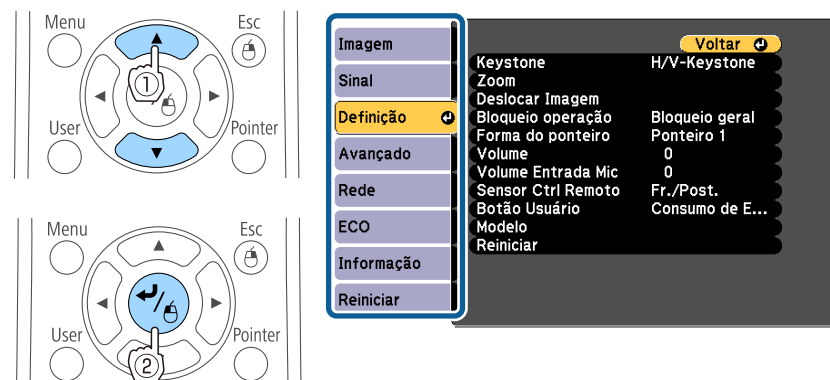 Menu
Esc
1
User
Pointer
Menu
Esc
User
Pointer
2
Imagem
Sinal
Definição
Avançado
Rede
ECO
Informação
Reiniciar
Voltar
Keystone H/V-Keystone
Zoom
Deslocar Imagem
Bloqueio operação Bloqueio geral
Forma do ponteiro Ponteiro 1
Volume 0
Volume Entrada Mic 0
Sensor Ctrl Remoto Fr./Post.
Botão Usuário Consumo de E...
Modelo
Reiniciar